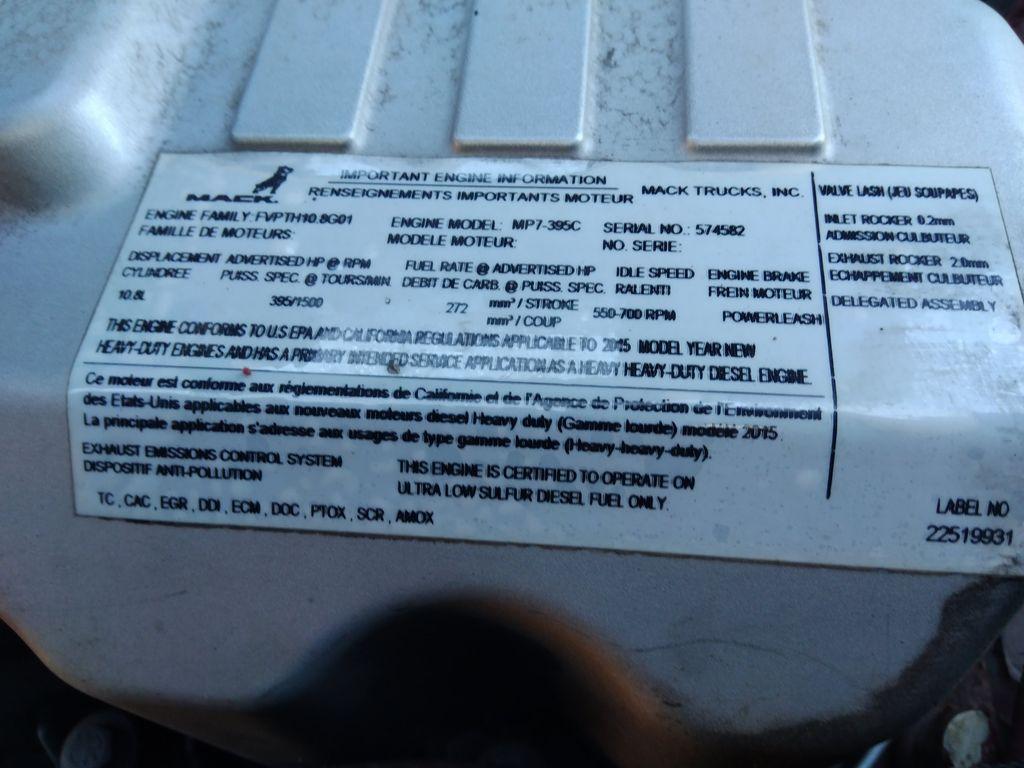 IMPORTANT ENGINE INFORMATION
MACK. RENSEIGNEMENTS IMPORTANTS MOTEUR MACK TRUCKS, INC.
ENGINE FAMILY: FVPTH10.8G01 ENGINE MODEL: MP7-395C SERIAL NO.: 574582
FAMILLE DE MOTEURS: MODELE MOTEUR: NO. SERIE:
DISPLACEMENT ADVERTISED HP @ RPM FUEL RATE @ ADVERTISED HP IDLE SPEED ENGINE BRAKE
CYLINDREE PUISS. SPEC. @ TOURS/MIN. DEBIT DE CARB. @ PUISS. SPEC. RALENTI FREIN MOTEUR
10.8L 395/1500 272 mm³ / STROKE 550-700 RPM POWERLEASH
mm³ / COUP
THIS ENGINE CONFORMS TO U.S EPA AND CALIFORNIA REGULATIONS APPLICABLE TO 2015 MODEL YEAR NEW
HEAVY-DUTY ENGINES AND HAS A PRIMARY INTENDED SERVICE APPLICATION AS A HEAVY HEAVY-DUTY DIESEL ENGINE.
Ce moteur est conforme aux réglementations de Californie et de l'Agence de Protection de l'Environment
des Etats-Unis applicables aux nouveaux moteurs diesel Heavy duty (Gamme lourde) modele 2015.
La principale application s'adresse aux usages de type gamme lourde (Heavy-heavy-duty).
EXHAUST EMISSIONS CONTROL SYSTEM THIS ENGINE IS CERTIFIED TO OPERATE ON
DISPOSITIF ANTI-POLLUTION ULTRA LOW SULFUR DIESEL FUEL ONLY.
TC , CAC , EGR , DDI , ECM , DOC , PTOX , SCR , AMOX
VALVE LASH (JEU SOUPAPES)
INLET ROCKER 0.2mm
ADMISSION CULBUTEUR
EXHAUST ROCKER 2.0mm
ECHAPPEMENT CULBUTEUR
DELEGATED ASSEMBLY
LABEL NO
22519931